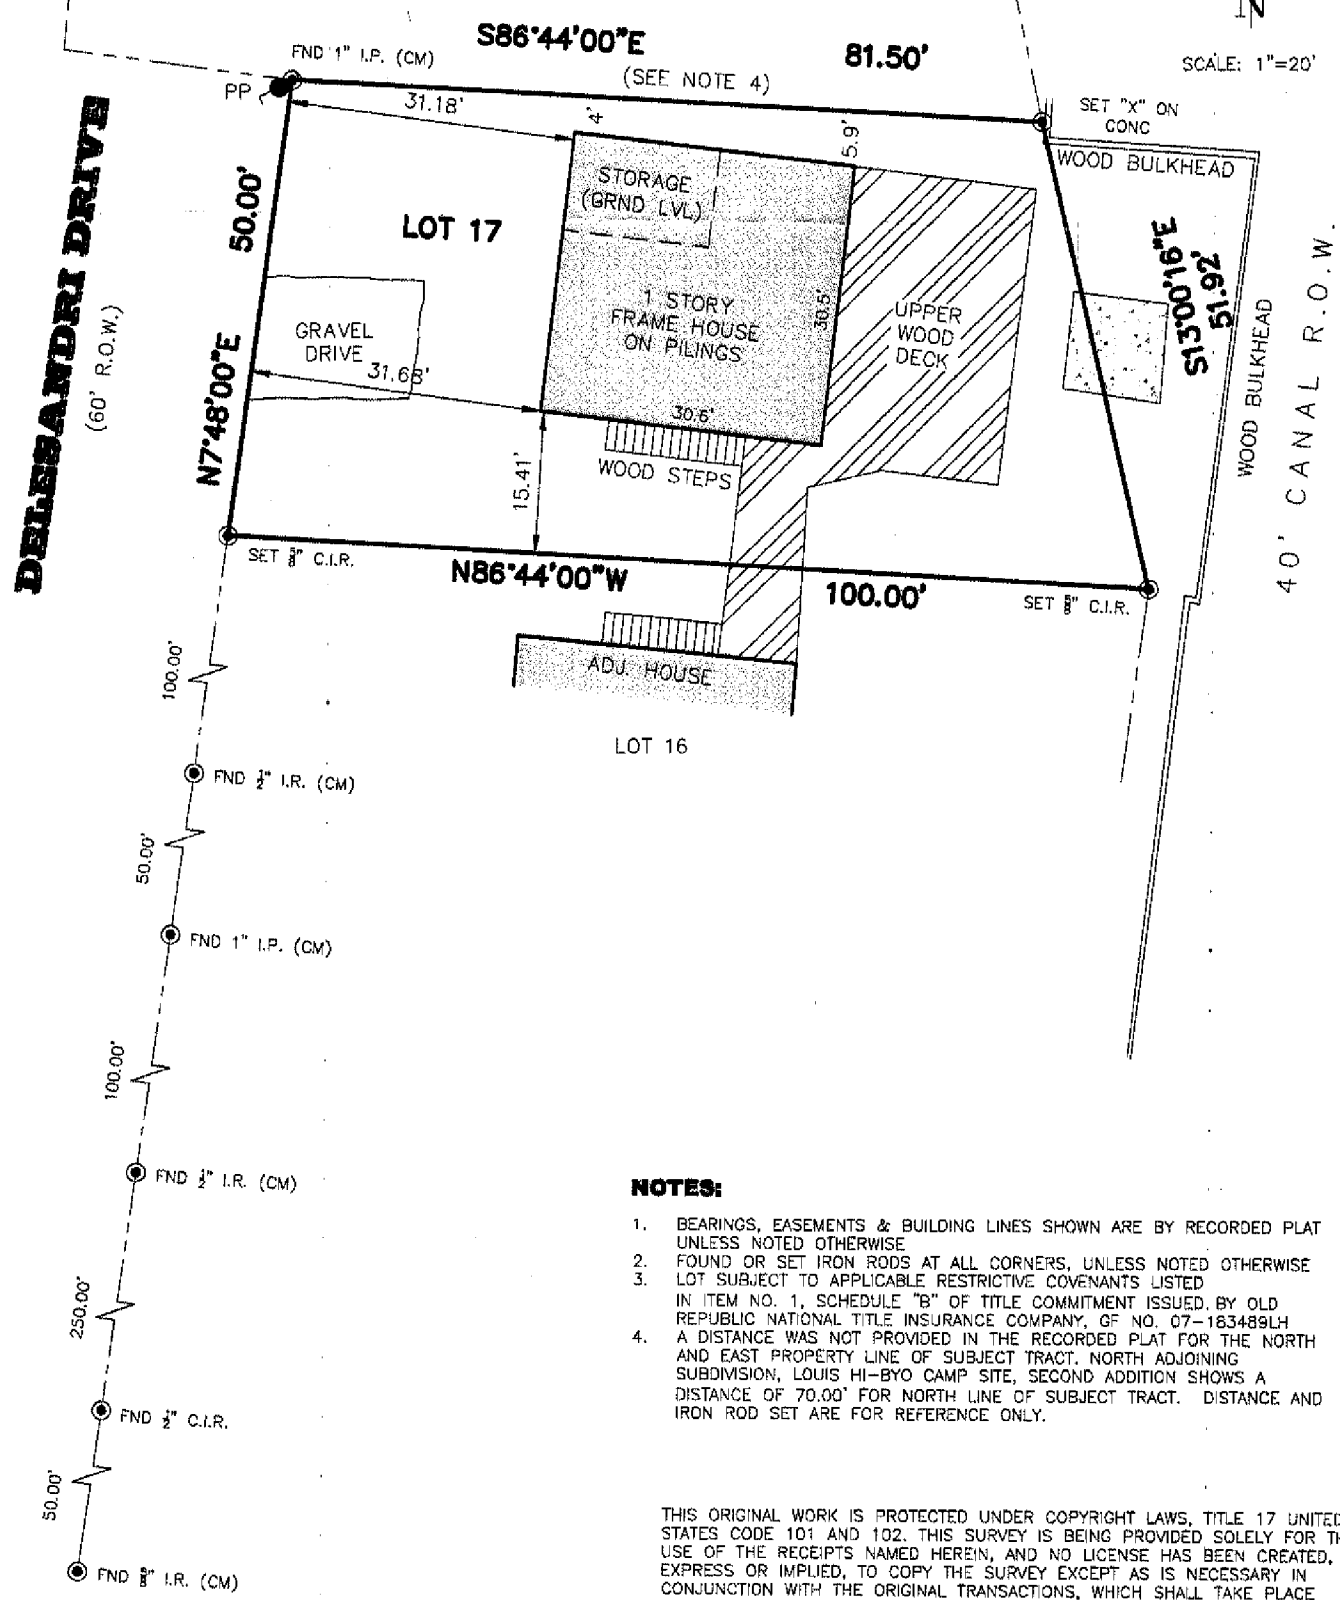 N
SCALE: 1"=20'
S86°44'00"E
81.50'
(SEE NOTE 4)
FND 1" I.P. (CM)
PP
31.18'
4'
5.9'
SET "X" ON
CONC
WOOD BULKHEAD
DELESANDRI DRIVE
(60' R.O.W.)
50.00'
N7°48'00"E
LOT 17
STORAGE
(GRND LVL)
1 STORY
FRAME HOUSE
ON PILINGS
30.5'
30.6'
UPPER
WOOD
DECK
S13°00'16"E
51.92'
WOOD BULKHEAD
40' CANAL R.O.W.
GRAVEL
DRIVE
31.68'
15.41'
WOOD STEPS
SET 5/8" C.I.R.
N86°44'00"W
100.00'
SET 5/8" C.I.R.
ADJ. HOUSE
LOT 16
100.00'
FND 1/2" I.R. (CM)
50.00'
FND 1" I.P. (CM)
100.00'
FND 1/2" I.R. (CM)
250.00'
FND 1/2" C.I.R.
50.00'
FND 5/8" I.R. (CM)
NOTES:
1. BEARINGS, EASEMENTS & BUILDING LINES SHOWN ARE BY RECORDED PLAT
UNLESS NOTED OTHERWISE
2. FOUND OR SET IRON RODS AT ALL CORNERS, UNLESS NOTED OTHERWISE
3. LOT SUBJECT TO APPLICABLE RESTRICTIVE COVENANTS LISTED
IN ITEM NO. 1, SCHEDULE "B" OF TITLE COMMITMENT ISSUED, BY OLD
REPUBLIC NATIONAL TITLE INSURANCE COMPANY, GF NO. 07-183489LH
4. A DISTANCE WAS NOT PROVIDED IN THE RECORDED PLAT FOR THE NORTH
AND EAST PROPERTY LINE OF SUBJECT TRACT. NORTH ADJOINING
SUBDIVISION, LOUIS HI-BYO CAMP SITE, SECOND ADDITION SHOWS A
DISTANCE OF 70.00' FOR NORTH LINE OF SUBJECT TRACT. DISTANCE AND
IRON ROD SET ARE FOR REFERENCE ONLY.
THIS ORIGINAL WORK IS PROTECTED UNDER COPYRIGHT LAWS, TITLE 17 UNITED
STATES CODE 101 AND 102. THIS SURVEY IS BEING PROVIDED SOLELY FOR TH
USE OF THE RECEIPTS NAMED HEREIN, AND NO LICENSE HAS BEEN CREATED,
EXPRESS OR IMPLIED, TO COPY THE SURVEY EXCEPT AS IS NECESSARY IN
CONJUNCTION WITH THE ORIGINAL TRANSACTIONS, WHICH SHALL TAKE PLACE